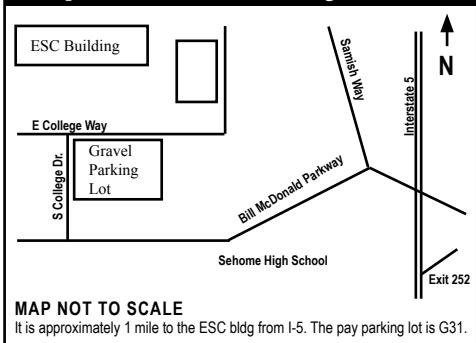 ESC Building
Samish Way
N
Interstate 5
E College Way
S College Dr.
Gravel
Parking
Lot
Bill McDonald Parkway
Sehome High School
Exit 252
MAP NOT TO SCALE
It is approximately 1 mile to the ESC bldg from I-5. The pay parking lot is G31.